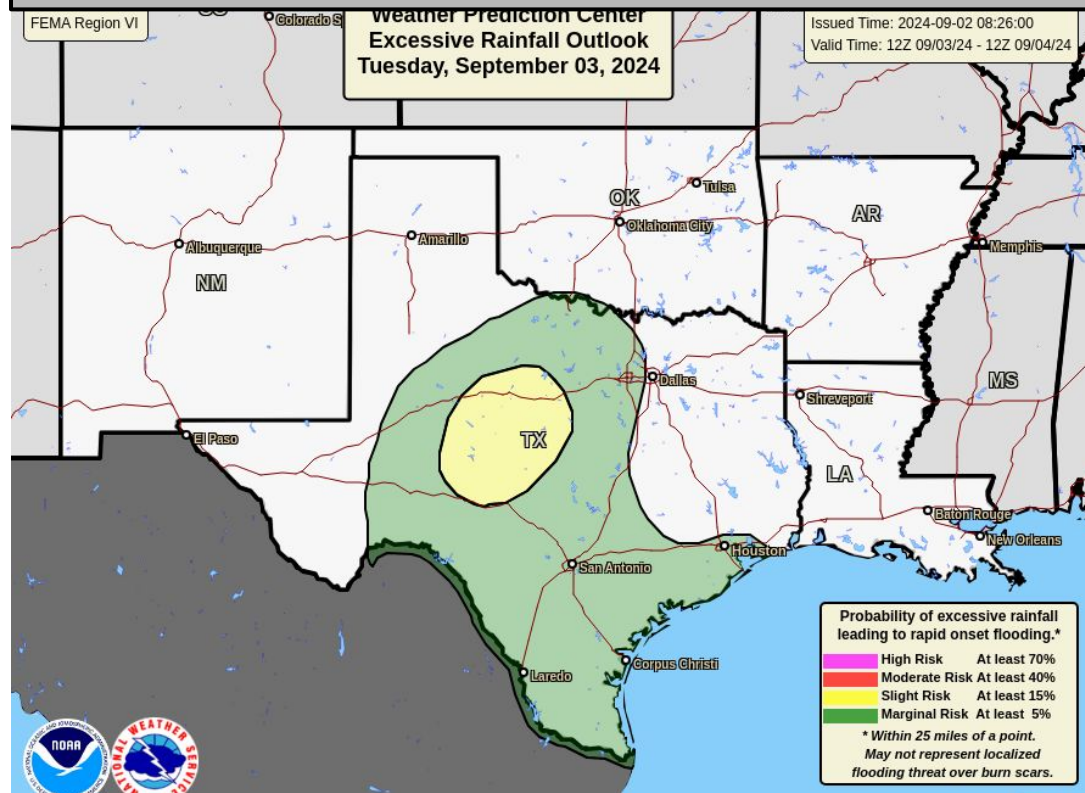 FEMA Region VI
Weather Prediction Center
Excessive Rainfall Outlook
Tuesday, September 03, 2024
Issued Time: 2024-09-02 08:26:00
Valid Time: 12Z 09/03/24 - 12Z 09/04/24
Colorado
Tulsa
OK
Oklahoma City
AR
Amarillo
Albuquerque
Memphis
NM
Dallas
MS
Shreveport
El Paso
TX
LA
Baton Rouge
New Orleans
Houston
San Antonio
Corpus Christi
Laredo
Probability of excessive rainfall
leading to rapid onset flooding.*
High Risk At least 70%
Moderate Risk At least 40%
Slight Risk At least 15%
Marginal Risk At least 5%
* Within 25 miles of a point.
May not represent localized
flooding threat over burn scars.
NOAA
NATIONAL WEATHER SERVICE